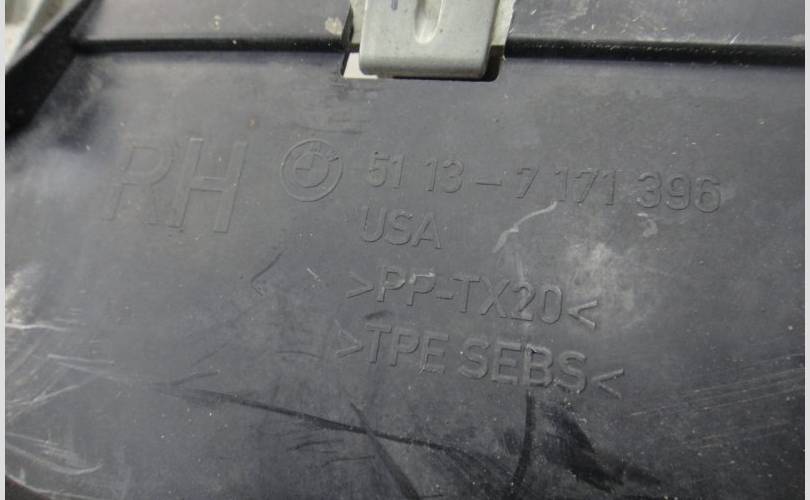 RH 51 13-7 171 396
USA
>PP-TX20<
>TPE SEBS<